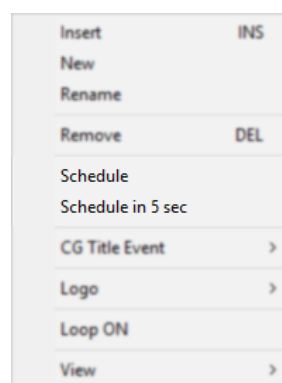 Insert INS
New
Rename
Remove DEL
Schedule
Schedule in 5 sec
CG Title Event >
Logo >
Loop ON
View >